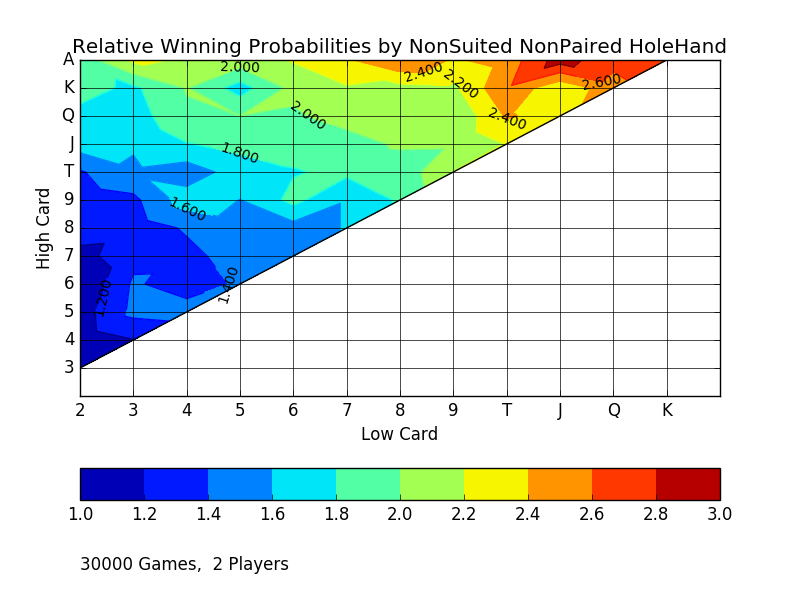 Relative Winning Probabilities by NonSuited NonPaired HoleHand
A
K
Q
J
T
9
8
7
6
5
4
3
High Card
2.000
2.400
2.200
2.600
2.000
2.400
1.800
1.600
1.400
1.200
2 3 4 5 6 7 8 9 T J Q K
Low Card
1.0 1.2 1.4 1.6 1.8 2.0 2.2 2.4 2.6 2.8 3.0
30000 Games,  2 Players